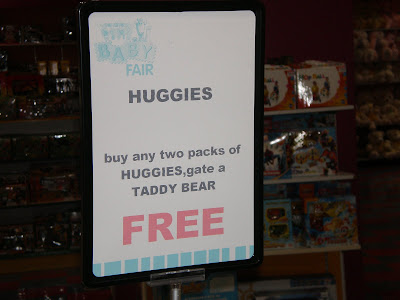 BABY
FAIR
HUGGIES
buy any two packs of
HUGGIES,gate a
TADDY BEAR
FREE